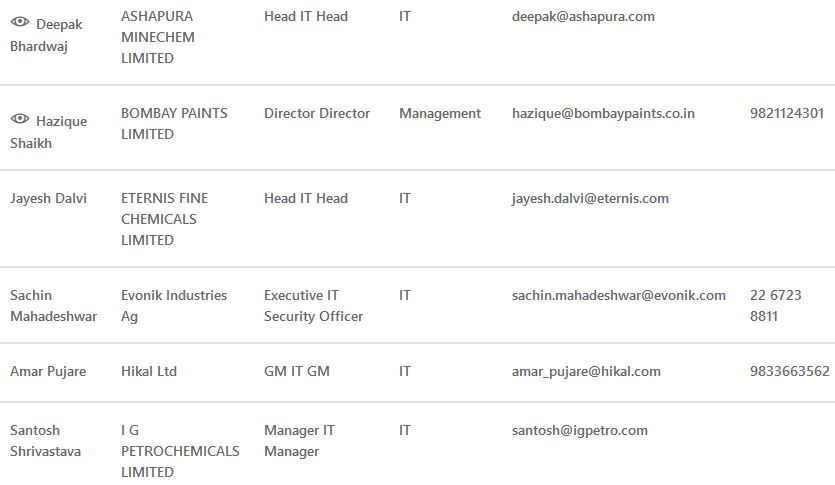 Deepak Bhardwaj ASHAPURA MINECHEM LIMITED Head IT Head IT deepak@ashapura.com
Hazique Shaikh BOMBAY PAINTS LIMITED Director Director Management hazique@bombaypaints.co.in 9821124301
Jayesh Dalvi ETERNIS FINE CHEMICALS LIMITED Head IT Head IT jayesh.dalvi@eternis.com
Sachin Mahadeshwar Evonik Industries Ag Executive IT Security Officer IT sachin.mahadeshwar@evonik.com 22 6723 8811
Amar Pujare Hikal Ltd GM IT GM IT amar_pujare@hikal.com 9833663562
Santosh Shrivastava I G PETROCHEMICALS LIMITED Manager IT Manager IT santosh@igpetro.com